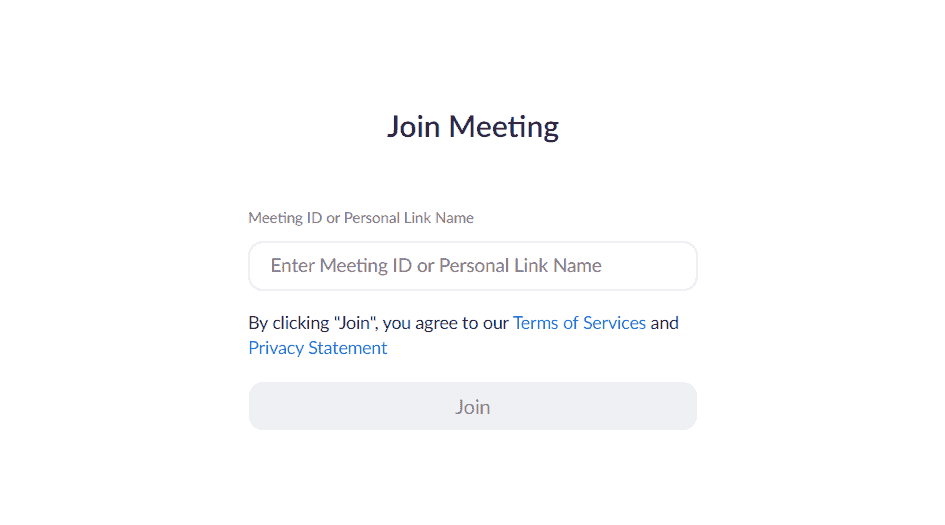 Join Meeting
Meeting ID or Personal Link Name
Enter Meeting ID or Personal Link Name
By clicking "Join", you agree to our Terms of Services and
Privacy Statement
Join